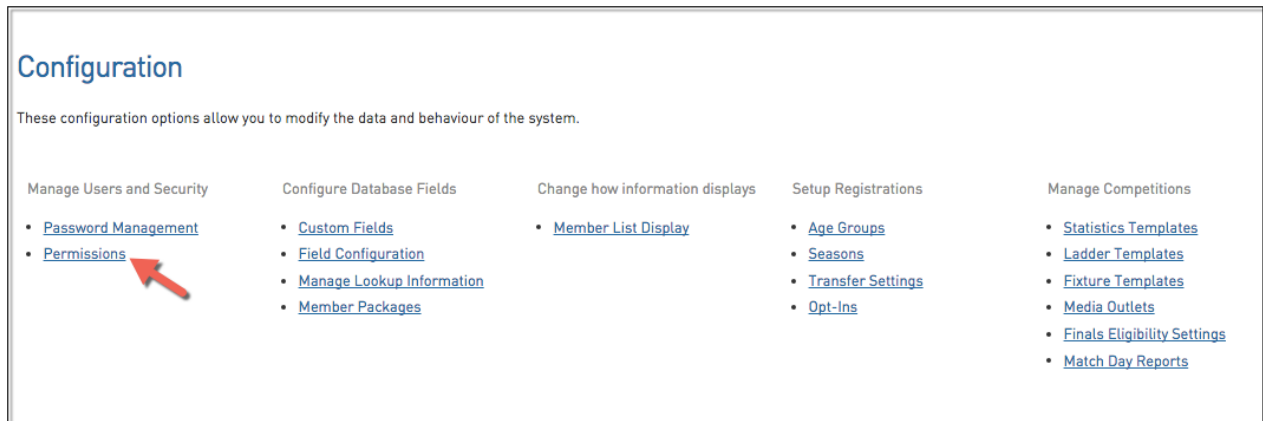 Configuration
These configuration options allow you to modify the data and behaviour of the system.
Manage Users and Security
Password Management
Permissions
Configure Database Fields
Custom Fields
Field Configuration
Manage Lookup Information
Member Packages
Change how information displays
Member List Display
Setup Registrations
Age Groups
Seasons
Transfer Settings
Opt-Ins
Manage Competitions
Statistics Templates
Ladder Templates
Fixture Templates
Media Outlets
Finals Eligibility Settings
Match Day Reports